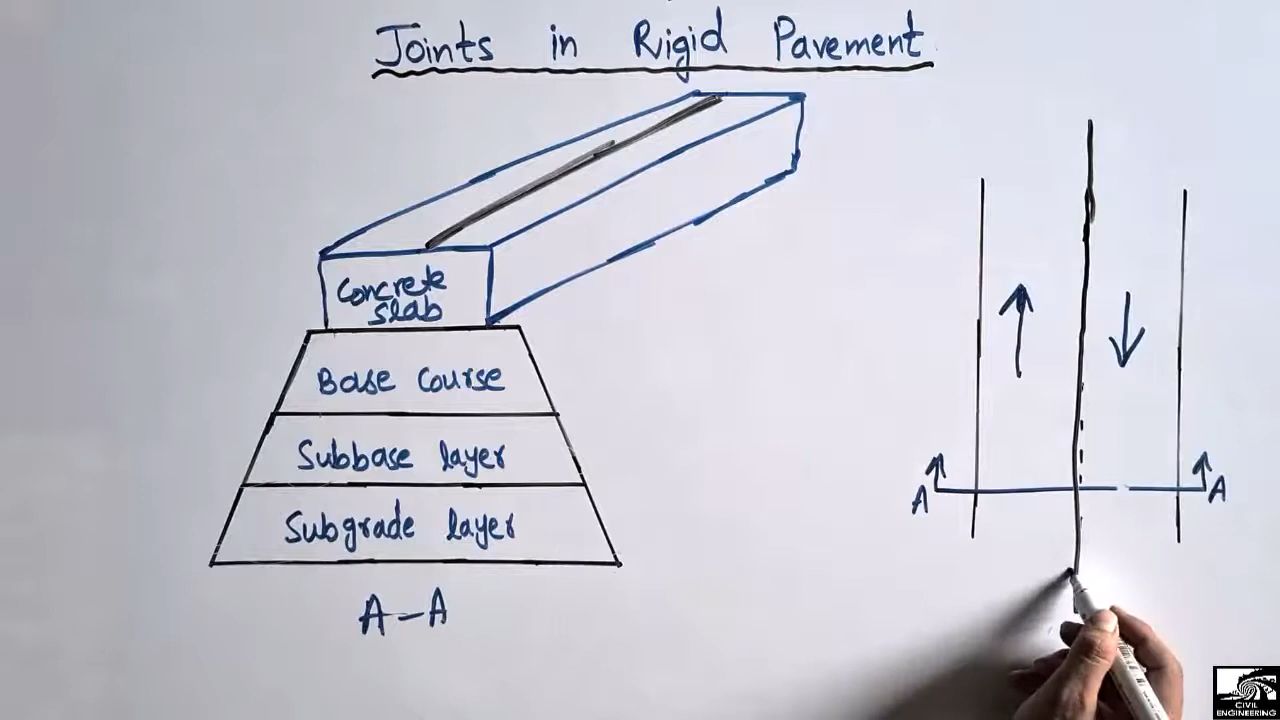 Joints in Rigid Pavement
Concrete
slab
Base Course
Subbase layer
Subgrade layer
A-A
A
A
CIVIL
ENGINEERING